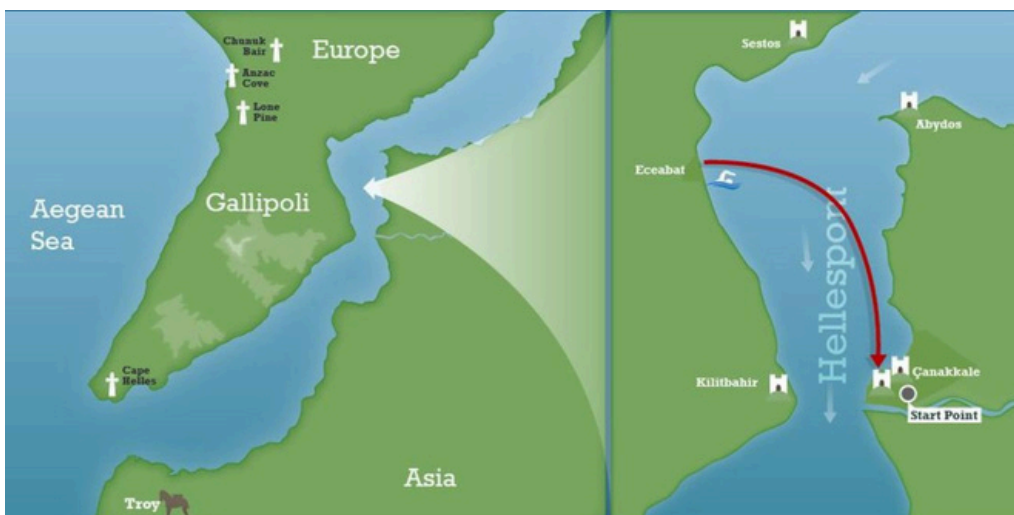 Chunuk
Bair
Europe
Anzac
Cove
Lone
Pine
Aegean
Sea
Gallipoli
Cape
Helles
Troy
Asia
Sestos
Abydos
Eceabat
Hellespont
Kilitbahir
Çanakkale
Start Point